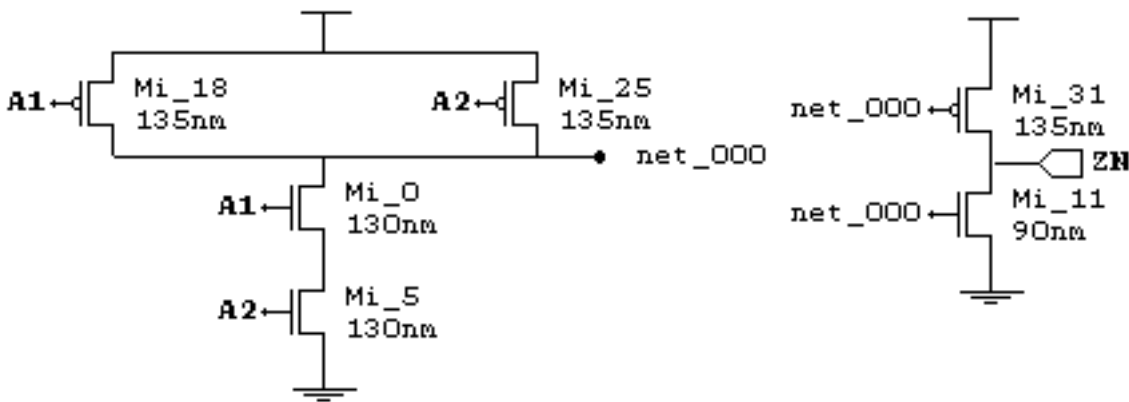 A1
Mi_18
135nm
A2
Mi_25
135nm
net_000
A1
Mi_0
130nm
A2
Mi_5
130nm
net_000
Mi_31
135nm
ZN
net_000
Mi_11
90nm